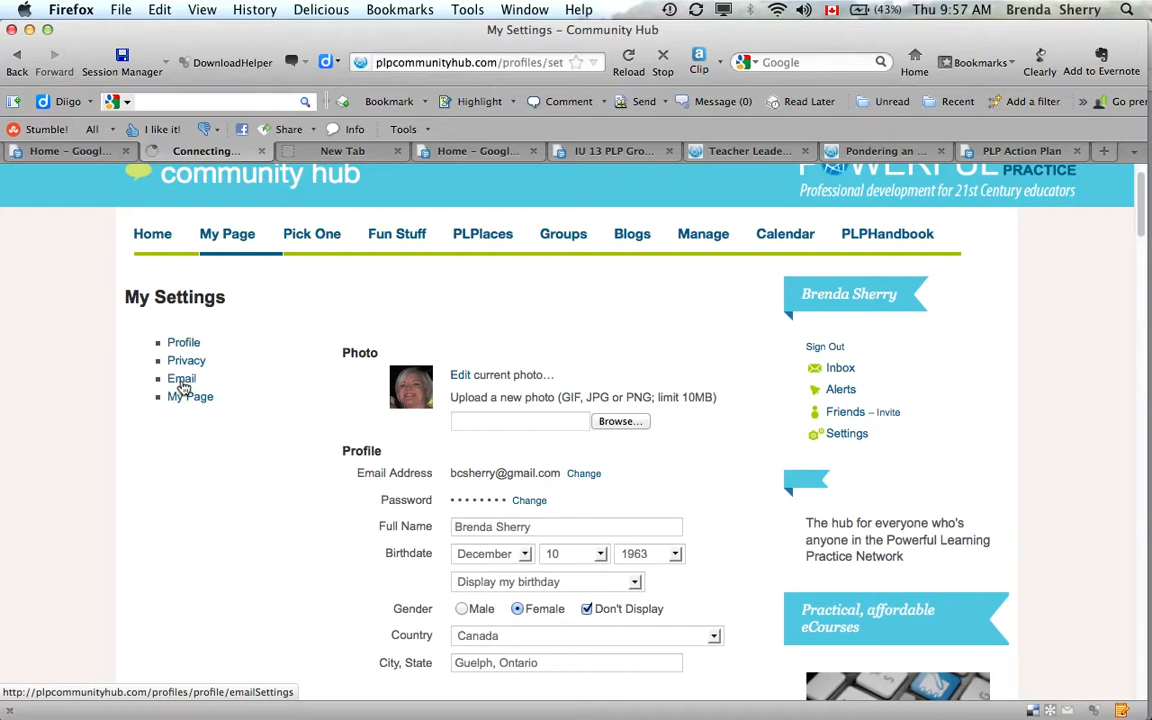 Firefox File Edit View History Delicious Bookmarks Tools Window Help (43%) Thu 9:57 AM Brenda Sherry
My Settings – Community Hub
plpcommunityhub.com/profiles/set Google
Back Forward Session Manager DownloadHelper Reload Stop Clip Home Bookmarks Clearly Add to Evernote
Diigo Bookmark Highlight Comment Send Message (0) Read Later Unread Recent Add a filter » Go pre
Stumble! All I like it! Share Info Tools
Home – Googl... Connecting... New Tab Home – Googl... IU 13 PLP Gro... Teacher Leade... Pondering an ... PLP Action Plan
community hub
POWERFUL
PRACTICE
Professional development for 21st Century educators
Home My Page Pick One Fun Stuff PLPlaces Groups Blogs Manage Calendar PLPHandbook
My Settings
Profile
Privacy
Email
My Page
Photo
Edit current photo…
Upload a new photo (GIF, JPG or PNG; limit 10MB)
Browse...
Profile
Email Address bcsherry@gmail.com Change
Password • • • • • • • • Change
Full Name Brenda Sherry
Birthdate December 10 1963
Display my birthday
Gender Male Female Don't Display
Country Canada
City, State Guelph, Ontario
Brenda Sherry
Sign Out
Inbox
Alerts
Friends – Invite
Settings
The hub for everyone who's
anyone in the Powerful Learning
Practice Network
Practical, affordable
eCourses
http://plpcommunityhub.com/profiles/profile/emailSettings